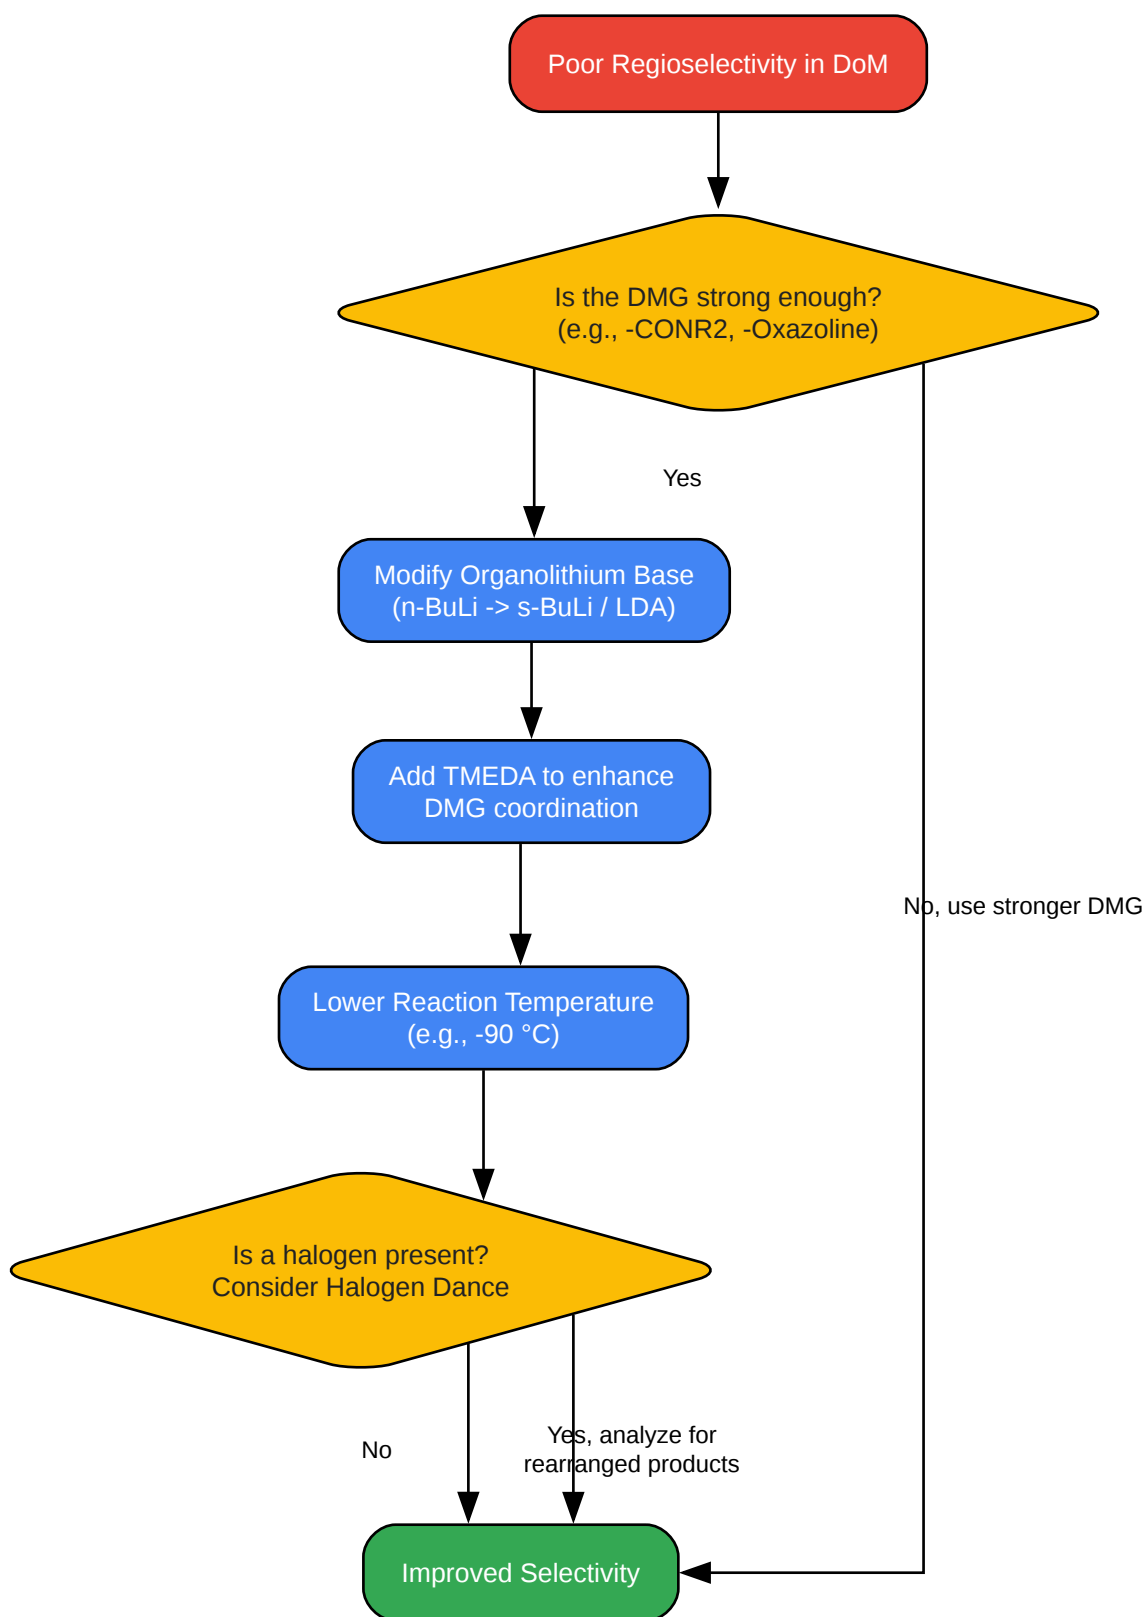 Poor Regioselectivity in DoM
Is the DMG strong enough?
(e.g., -CONR2, -Oxazoline)
Yes
Modify Organolithium Base
(n-BuLi -> s-BuLi / LDA)
Add TMEDA to enhance
DMG coordination
No, use stronger DMG
Lower Reaction Temperature
(e.g., -90 °C)
Is a halogen present?
Consider Halogen Dance
No
Yes, analyze for
rearranged products
Improved Selectivity